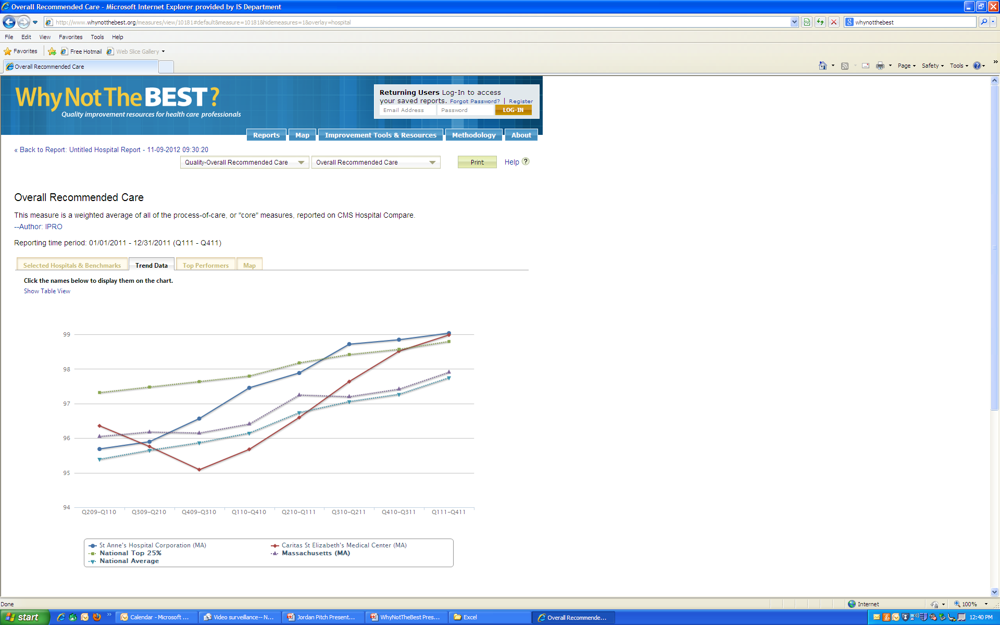 Overall Recommended Care - Microsoft Internet Explorer provided by IS Department
http://www.whynotthebest.org/measures/view/10181#default&measure=10181&hidemeasures=1&overlay=hospital
whynotthebest
File Edit View Favorites Tools Help
Favorites Free Hotmail Web Slice Gallery
Overall Recommended Care
Page Safety Tools
WhyNotTheBEST?
Quality improvement resources for health care professionals
Returning Users Log-In to access
your saved reports. Forgot Password? | Register
Email Address Password LOG-IN
Reports Map Improvement Tools & Resources Methodology About
« Back to Report: Untitled Hospital Report - 11-09-2012 09:30:20
Quality-Overall Recommended Care Overall Recommended Care Print Help ?
Overall Recommended Care
This measure is a weighted average of all of the process-of-care, or "core" measures, reported on CMS Hospital Compare.
--Author: IPRO
Reporting time period: 01/01/2011 - 12/31/2011 (Q111 - Q411)
Selected Hospitals & Benchmarks Trend Data Top Performers Map
Click the names below to display them on the chart.
Show Table View
99
98
97
96
95
94
Q209-Q110 Q309-Q210 Q409-Q310 Q110-Q410 Q210-Q111 Q310-Q211 Q410-Q311 Q111-Q411
St Anne's Hospital Corporation (MA) Caritas St Elizabeth's Medical Center (MA)
National Top 25% Massachusetts (MA)
National Average
Done Internet 100%
start Calendar - Microsoft ... Video surveillance-- N... Jordan Pitch Present... WhyNotTheBest Pres... Excel Overall Recommende... 12:40 PM